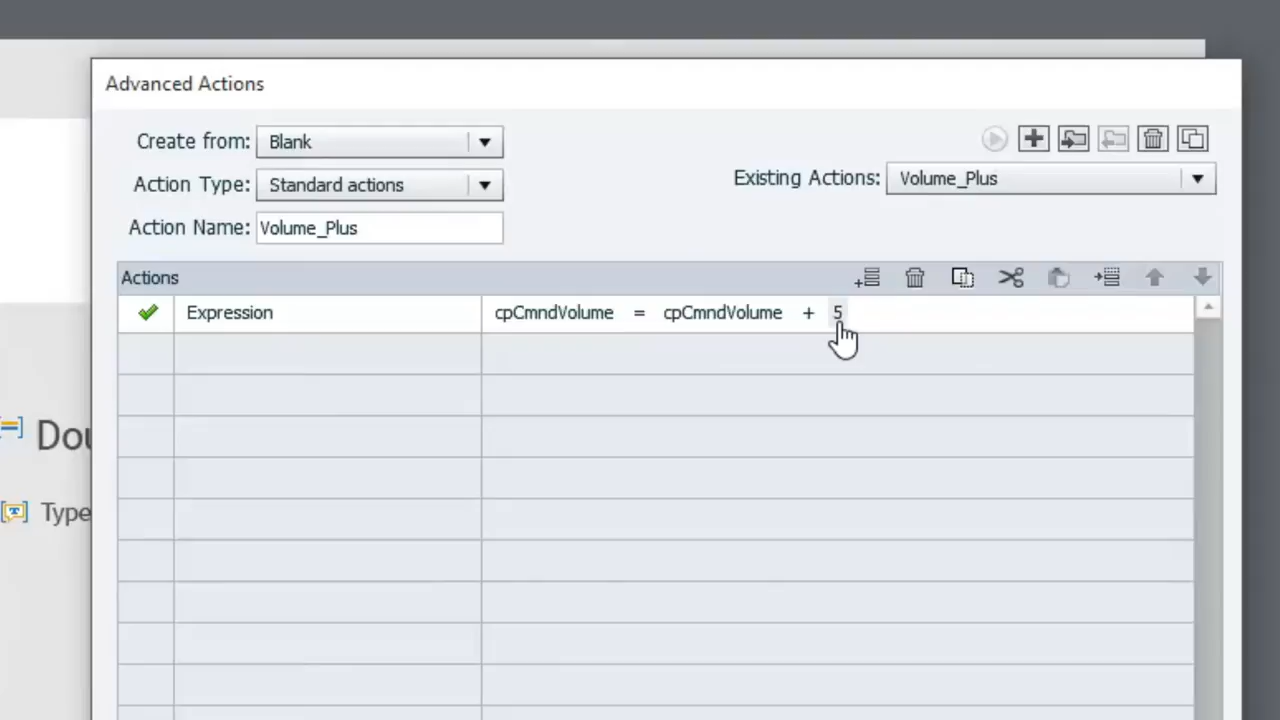 Advanced Actions
Create from: Blank
Action Type: Standard actions
Existing Actions: Volume_Plus
Action Name: Volume_Plus
Actions
Expression cpCmndVolume = cpCmndVolume + 5
Dou
Type